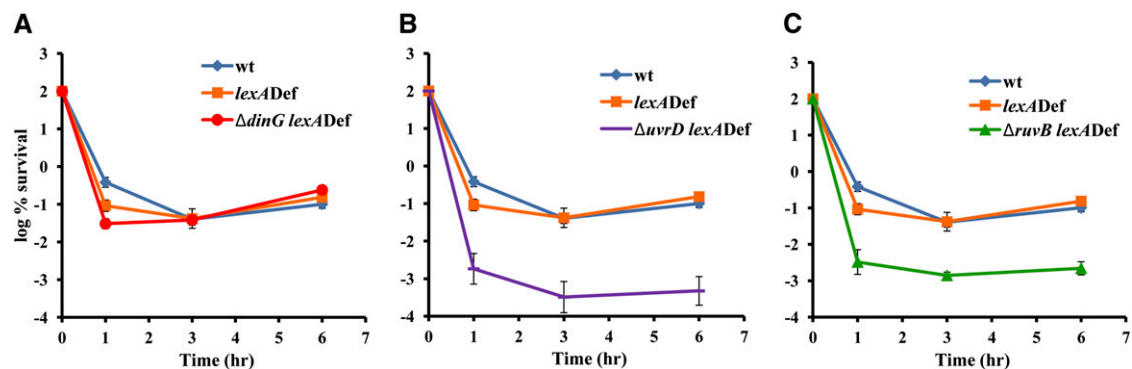 A
B
C
log % survival
3
2
1
0
-1
-2
-3
-4
0 1 2 3 4 5 6 7
Time (hr)
wt
lexADef
ΔdinG lexADef
3
2
1
0
-1
-2
-3
-4
0 1 2 3 4 5 6 7
Time (hr)
wt
lexADef
ΔuvrD lexADef
3
2
1
0
-1
-2
-3
-4
0 1 2 3 4 5 6 7
Time (hr)
wt
lexADef
ΔruvB lexADef